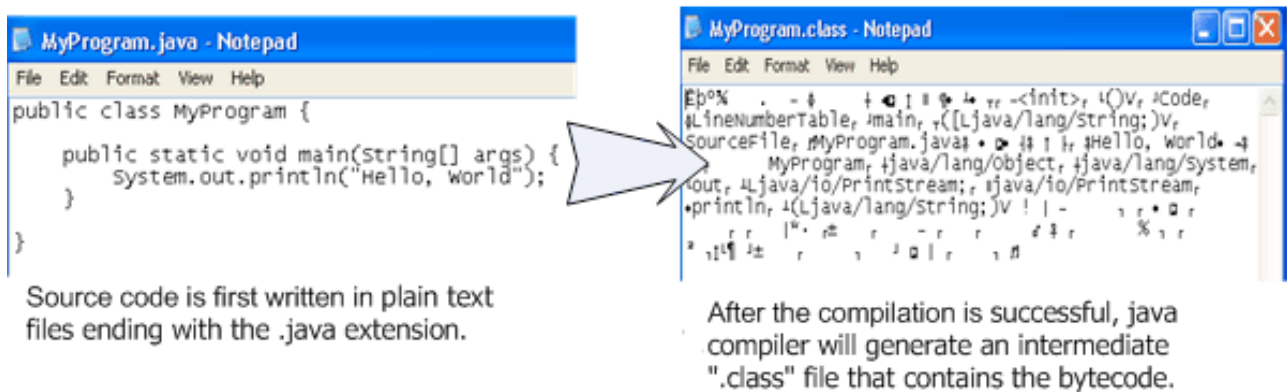 MyProgram.java - Notepad
File Edit Format View Help
public class MyProgram {
public static void main(String[] args) {
System.out.println("Hello, World");
}
}
Source code is first written in plain text
files ending with the .java extension.
MyProgram.class - Notepad
File Edit Format View Help
-<init>, ()V, Code,
LineNumberTable, main, ([Ljava/lang/String;)V,
SourceFile, MyProgram.java Hello, World
MyProgram, java/lang/Object, java/lang/System,
out, Ljava/io/PrintStream;, java/io/PrintStream,
println, (Ljava/lang/String;)V ! | -
After the compilation is successful, java
compiler will generate an intermediate
".class" file that contains the bytecode.